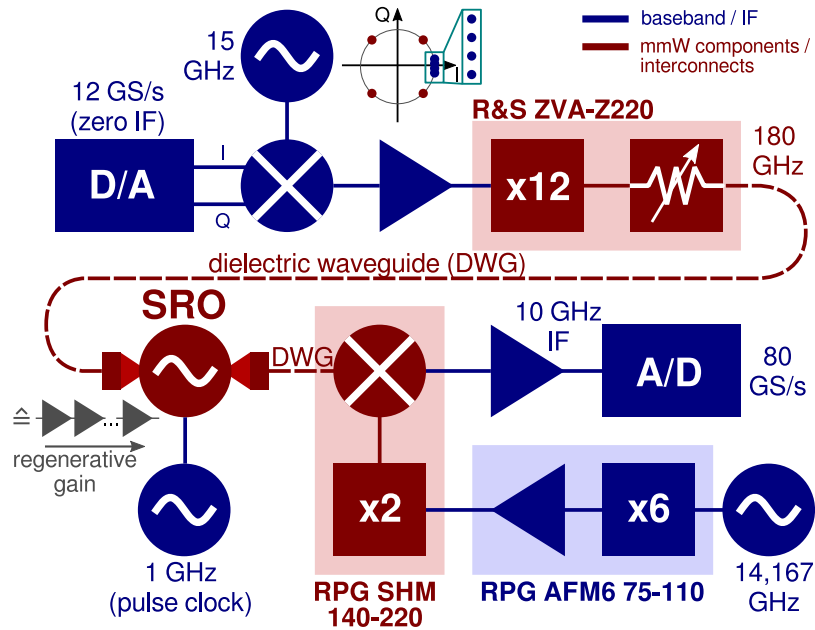 15
GHz
Q
I
baseband / IF
mmW components /
interconnects
12 GS/s
(zero IF)
D/A
I
Q
R&S ZVA-Z220
x12
180
GHz
dielectric waveguide (DWG)
SRO
DWG
10 GHz
IF
A/D
80
GS/s
≙
...
regenerative
gain
1 GHz
(pulse clock)
x2
RPG SHM
140-220
x6
RPG AFM6 75-110
14,167
GHz